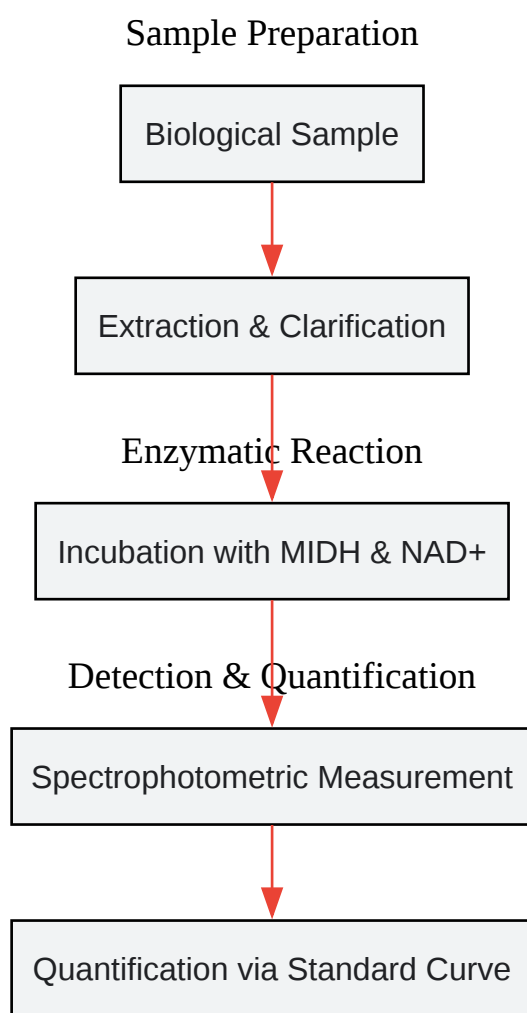 Sample Preparation
Biological Sample
Extraction & Clarification
Enzymatic Reaction
Incubation with MIDH & NAD+
Detection & Quantification
Spectrophotometric Measurement
Quantification via Standard Curve